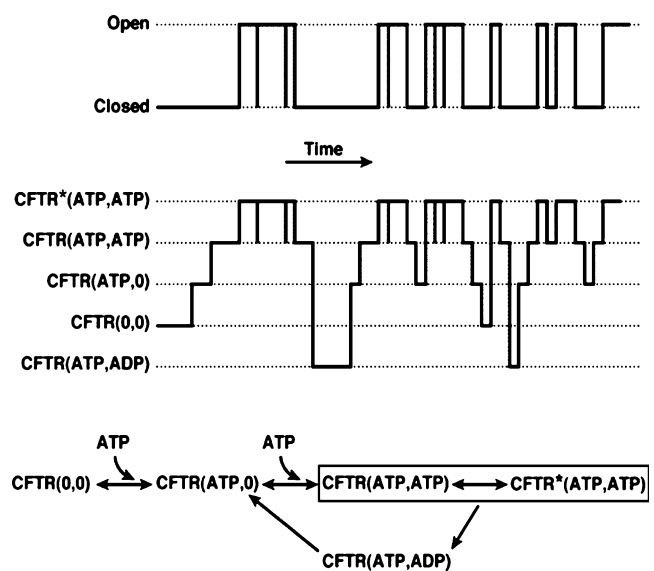 Open
Closed
Time
CFTR*(ATP,ATP)
CFTR(ATP,ATP)
CFTR(ATP,0)
CFTR(0,0)
CFTR(ATP,ADP)
ATP ATP
CFTR(0,0) CFTR(ATP,0) CFTR(ATP,ATP) CFTR*(ATP,ATP)
CFTR(ATP,ADP)